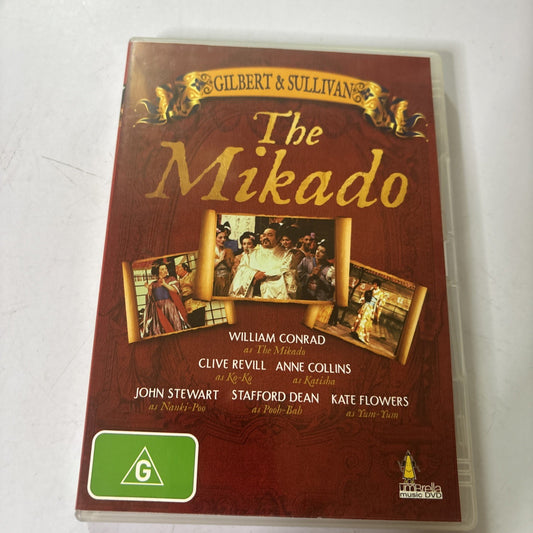 GILBERT & SULLIVAN
The
Mikado
WILLIAM CONRAD
as The Mikado
CLIVE REVILL ANNE COLLINS
as Ko-Ko as Katisha
JOHN STEWART STAFFORD DEAN KATE FLOWERS
as Nanki-Poo as Pooh-Bah as Yum-Yum
G
umbrella
music DVD